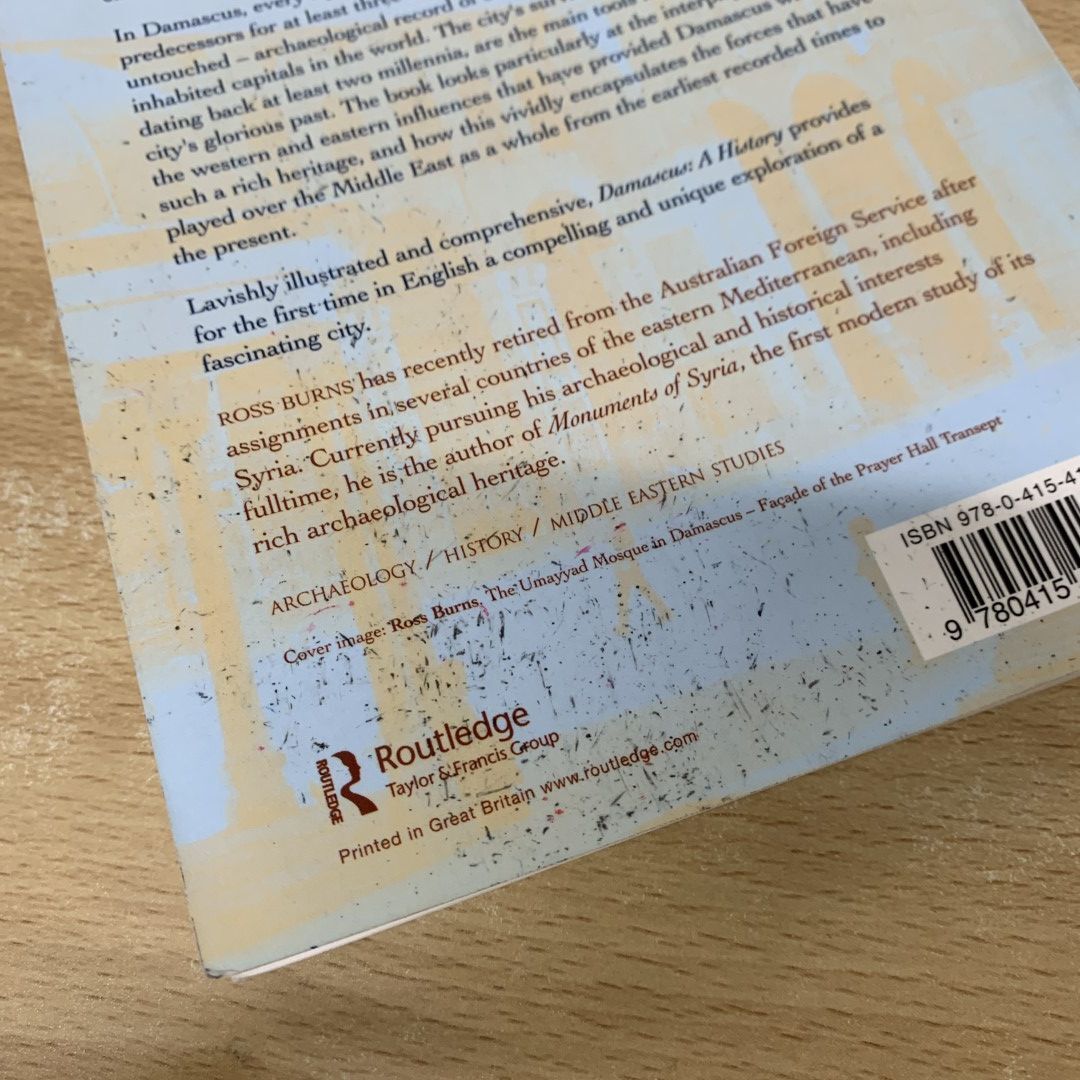 In Damascus, every
predecessors for at least
untouched – archaeological record of
inhabited capitals in the world. The city's
dating back at least two millennia, are the main tools
city's glorious past. The book looks particularly at the
the western and eastern influences that have provided Damascus
such a rich heritage, and how this vividly encapsulates the forces that have
played over the Middle East as a whole from the earliest recorded times to
the present.
Lavishly illustrated and comprehensive, Damascus: A History provides
for the first time in English a compelling and unique exploration of a
fascinating city.
ROSS BURNS has recently retired from the Australian Foreign Service after
assignments in several countries of the eastern Mediterranean, including
Syria. Currently pursuing his archaeological and historical interests
fulltime, he is the author of Monuments of Syria, the first modern study of its
rich archaeological heritage.
ARCHAEOLOGY / HISTORY / MIDDLE EASTERN STUDIES
Cover image: Ross Burns, The Umayyad Mosque in Damascus – Façade of the Prayer Hall Transept
ISBN 978-0-415-4
9 780415
ROUTLEDGE
Routledge
Taylor & Francis Group
Printed in Great Britain www.routledge.com